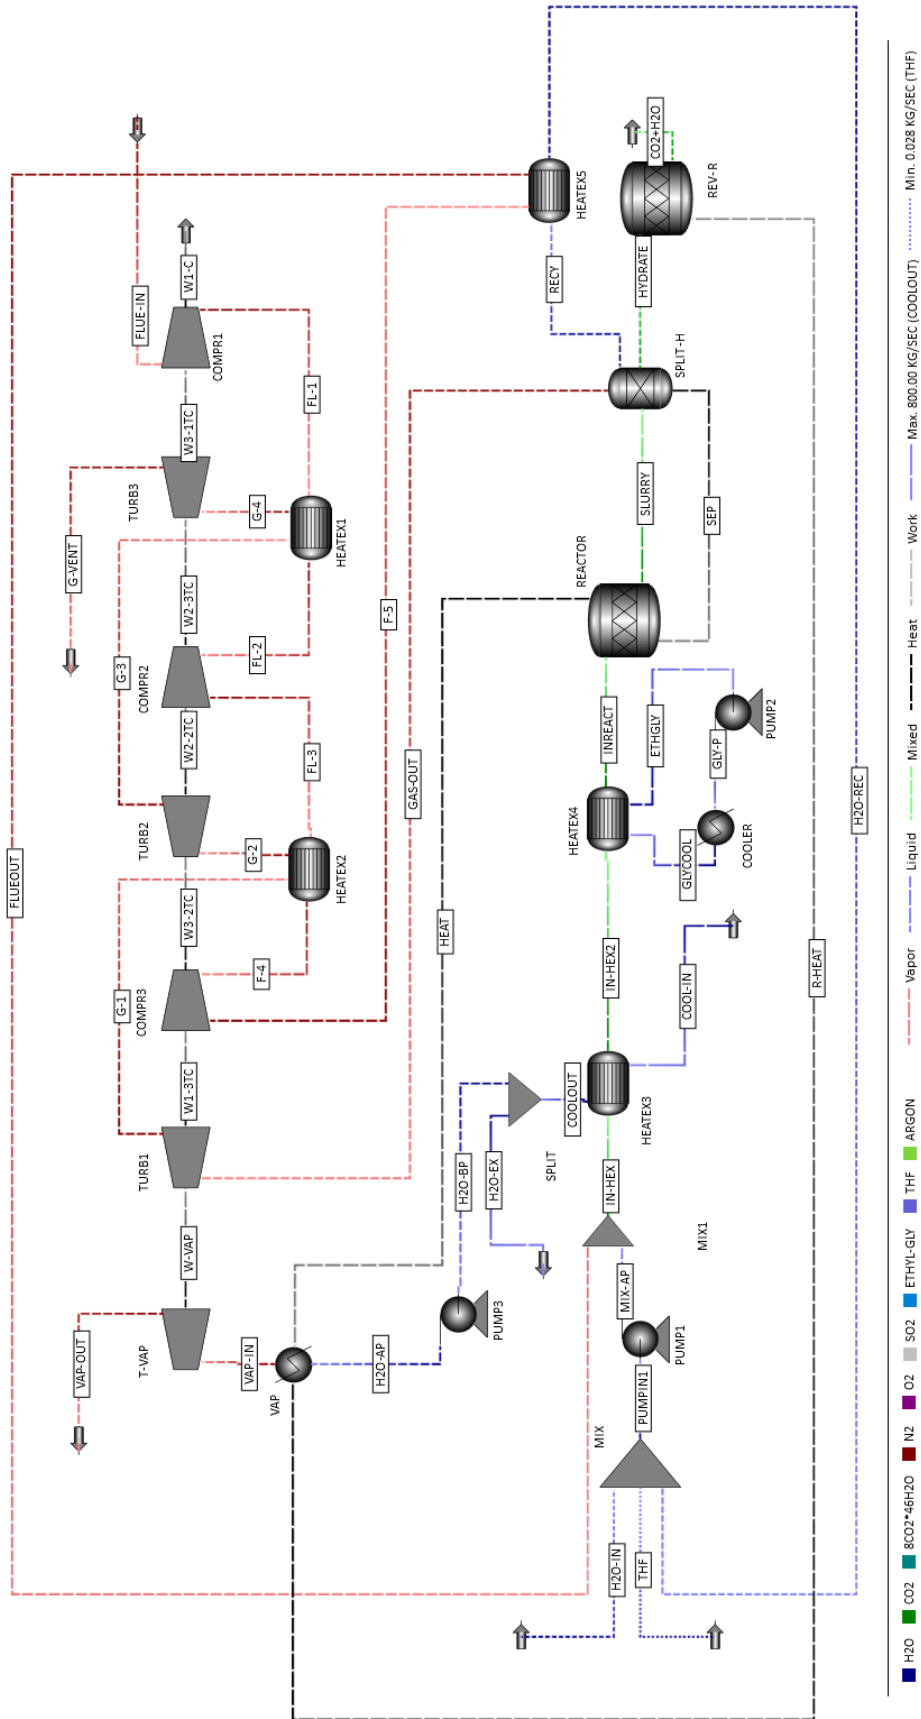 FLUE-IN
W1-C
COMPR1
FL-1
W3-1TC
TURB3
G-VENT
G-4
HEATEX1
W2-3TC
FL-2
G-3
COMPR2
W2-2TC
FL-3
TURB2
G-2
HEATEX2
W3-2TC
F-4
G-1
COMPR3
W1-3TC
TURB1
W-VAP
T-VAP
VAP-OUT
VAP-IN
VAP
H2O-AP
PUMP3
H2O-BP
H2O-EX
SPLIT
COOLOUT
HEATEX3
COOL-IN
FLUEOUT
F-5
GAS-OUT
HEAT
HEATEX5
RECY
CO2+H2O
REV-R
HYDRATE
SPLIT-H
SLURRY
SEP
REACTOR
INREACT
ETHGLY
PUMP2
GLY-P
COOLER
GLYCOOL
HEATEX4
IN-HEX2
IN-HEX
MIX1
MIX-AP
PUMP1
PUMPIN1
MIX
H2O-IN
THF
R-HEAT
H2O-REC
H2O CO2 8CO2*46H2O N2 O2 SO2 ETHYL-GLY THF ARGON
Vapor Liquid Mixed Heat Work Max. 800.00 KG/SEC (COOLOUT) Min. 0.028 KG/SEC (THF)